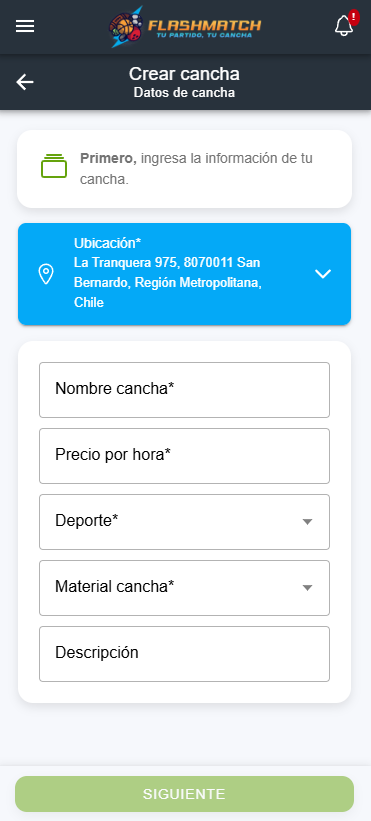 FLASHMATCH
TU PARTIDO, TU CANCHA
!
Crear cancha
Datos de cancha
Primero, ingresa la información de tu
cancha.
Ubicación*
La Tranquera 975, 8070011 San
Bernardo, Región Metropolitana,
Chile
Nombre cancha*
Precio por hora*
Deporte*
Material cancha*
Descripción
SIGUIENTE